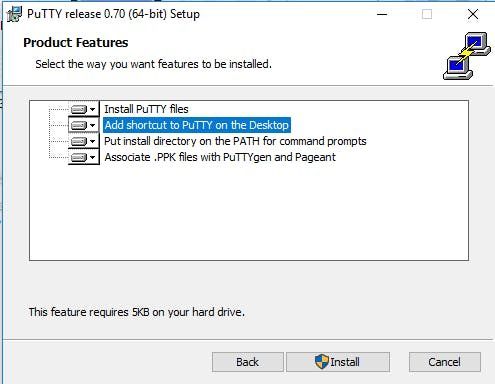 PuTTY release 0.70 (64-bit) Setup
Product Features
Select the way you want features to be installed.
Install PuTTY files
Add shortcut to PuTTY on the Desktop
Put install directory on the PATH for command prompts
Associate .PPK files with PuTTYgen and Pageant
This feature requires 5KB on your hard drive.
Back Install Cancel